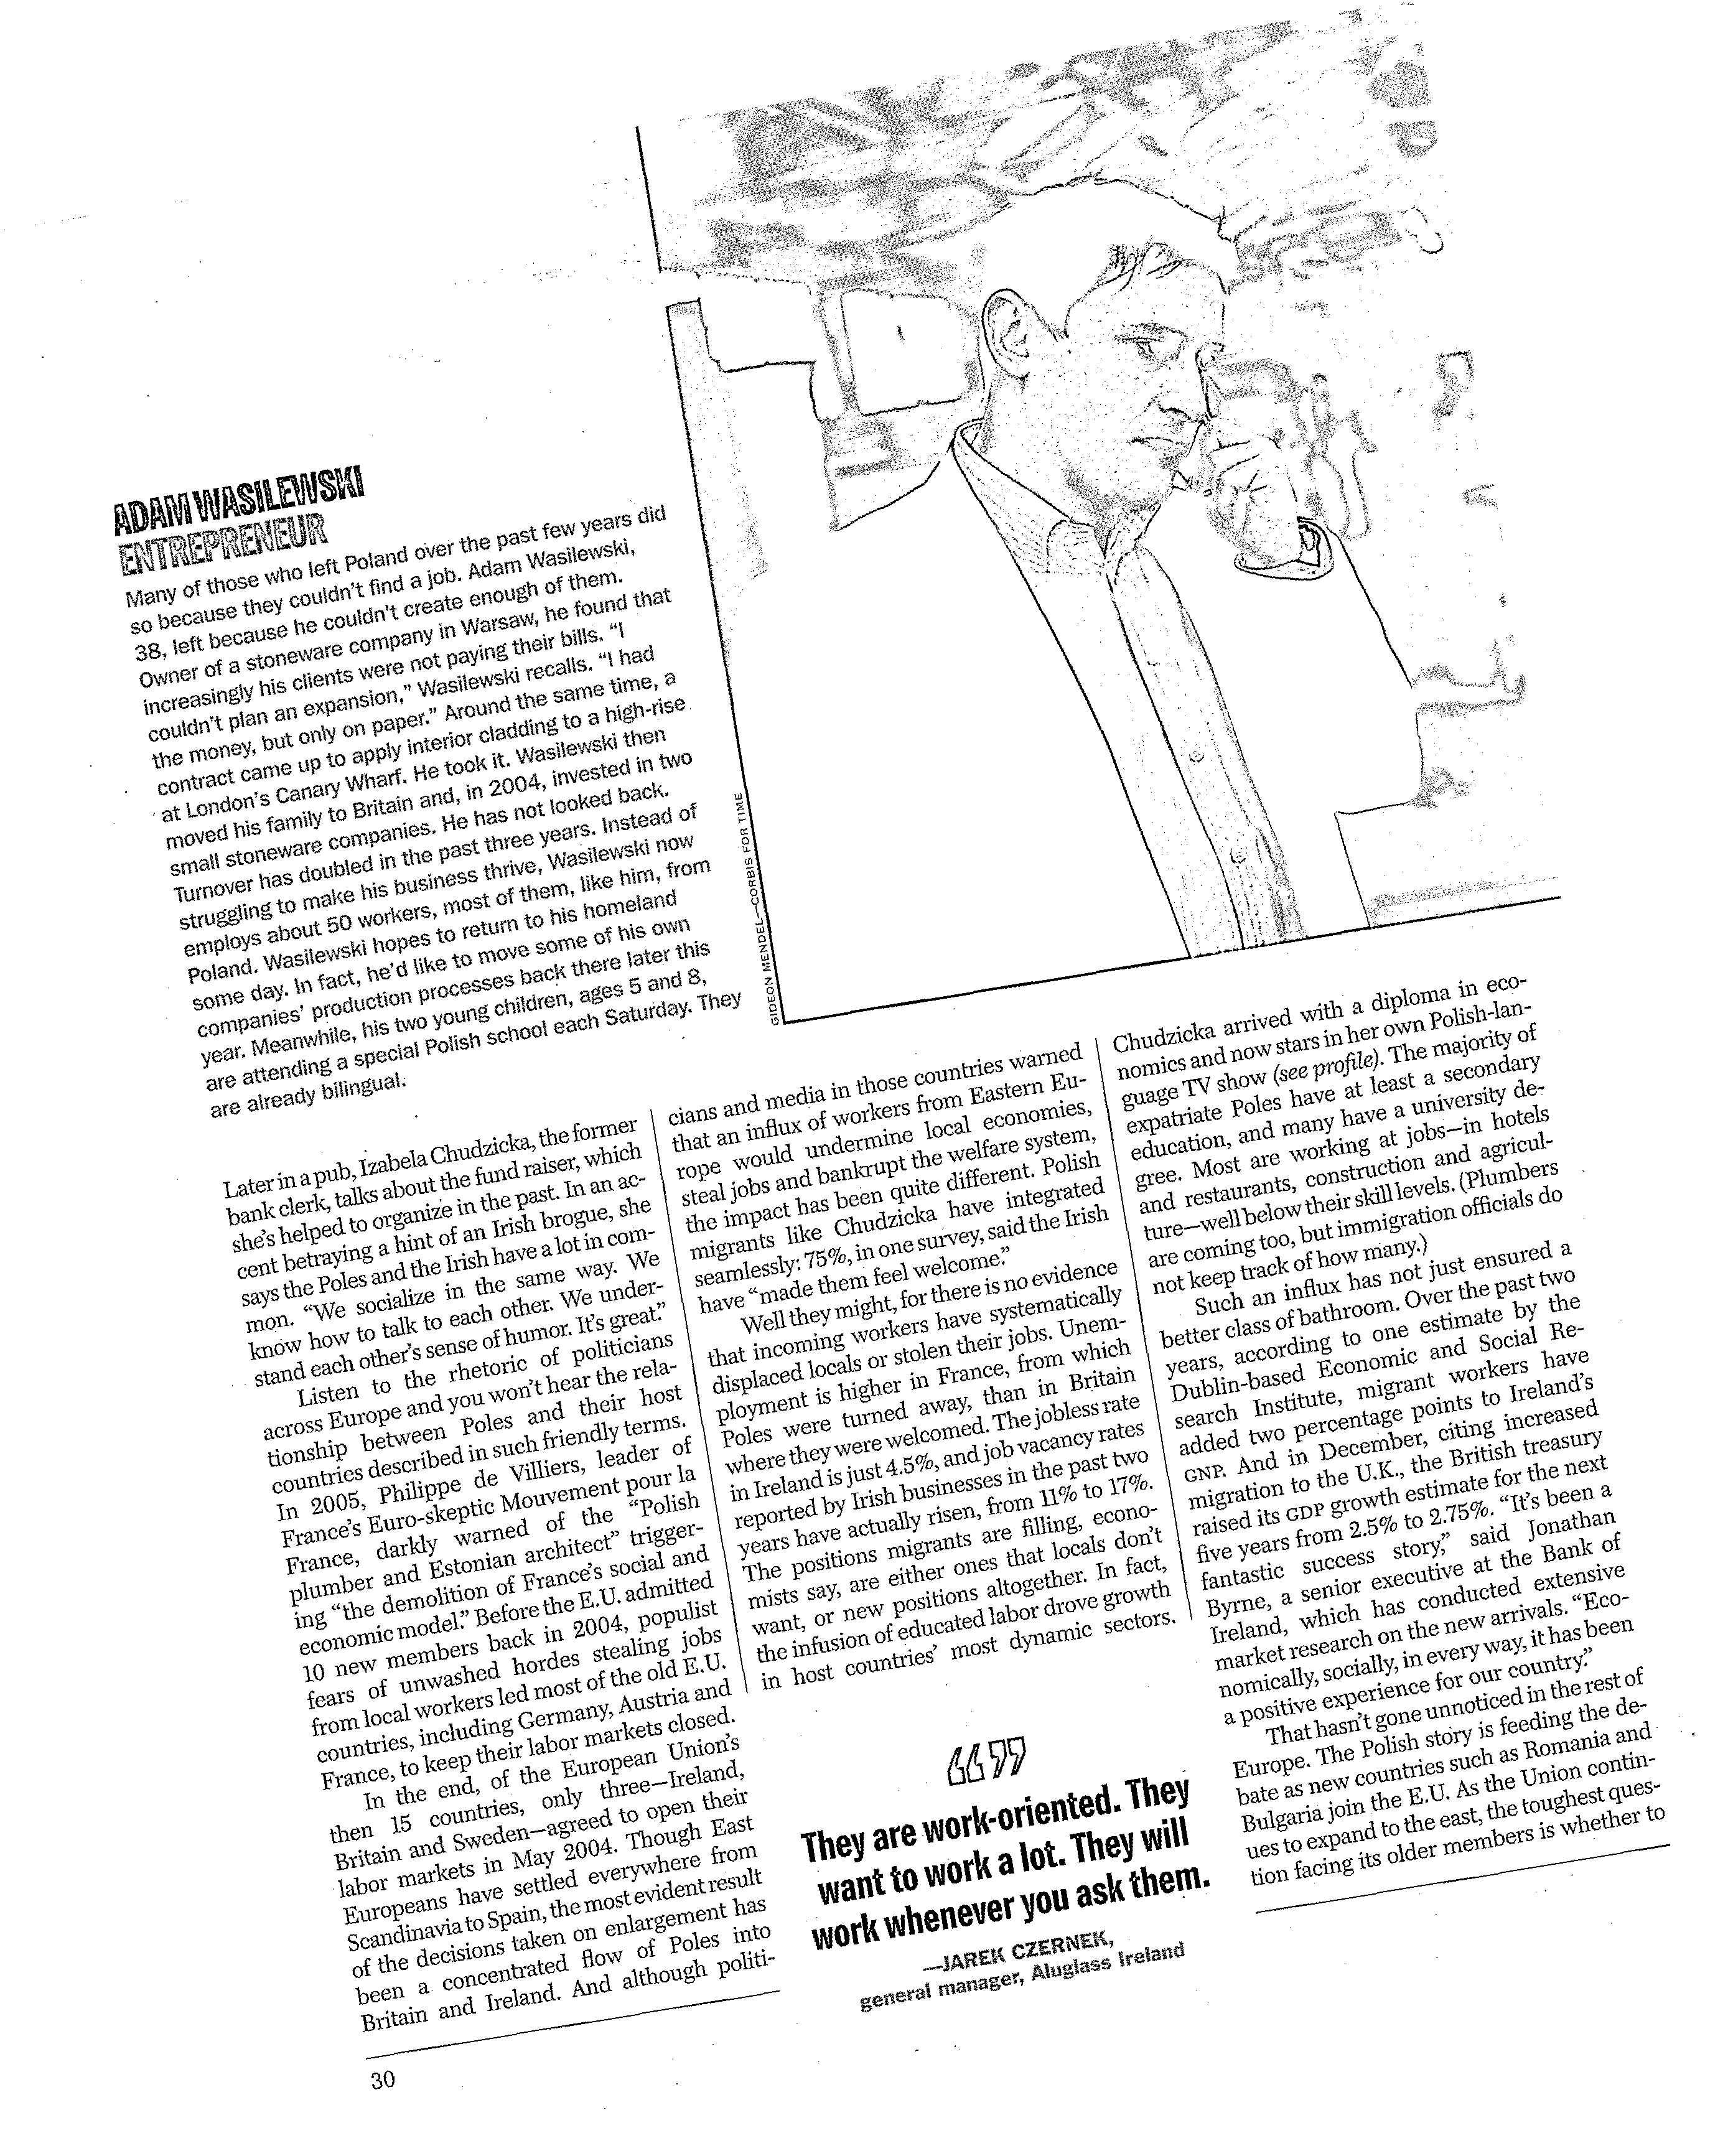 ADAM WASILEWSKI
ENTREPRENEUR
Many of those who left Poland over the past few years did
so because they couldn't find a job. Adam Wasilewski,
38, left because he couldn't create enough of them.
Owner of a stoneware company in Warsaw, he found that
increasingly his clients were not paying their bills. “I
couldn't plan an expansion,” Wasilewski recalls. “I had
the money, but only on paper.” Around the same time, a
contract came up to apply interior cladding to a high-rise
at London's Canary Wharf. He took it. Wasilewski then
moved his family to Britain and, in 2004, invested in two
small stoneware companies. He has not looked back.
Turnover has doubled in the past three years. Instead of
struggling to make his business thrive, Wasilewski now
employs about 50 workers, most of them, like him, from
Poland. Wasilewski hopes to return to his homeland
some day. In fact, he'd like to move some of his own
companies' production processes back there later this
year. Meanwhile, his two young children, ages 5 and 8,
are attending a special Polish school each Saturday. They
are already bilingual.
GIDEON MENDEL—CORBIS FOR TIME
Later in a pub, Izabela Chudzicka, the former
bank clerk, talks about the fund raiser, which
she's helped to organize in the past. In an ac-
cent betraying a hint of an Irish brogue, she
says the Poles and the Irish have a lot in com-
mon. “We socialize in the same way. We
know how to talk to each other. We under-
stand each other's sense of humor. It's great.”
Listen to the rhetoric of politicians
across Europe and you won't hear the rela-
tionship between Poles and their host
countries described in such friendly terms.
In 2005, Philippe de Villiers, leader of
France's Euro-skeptic Mouvement pour la
France, darkly warned of the “Polish
plumber and Estonian architect” trigger-
ing “the demolition of France's social and
economic model.” Before the E.U. admitted
10 new members back in 2004, populist
fears of unwashed hordes stealing jobs
from local workers led most of the old E.U.
countries, including Germany, Austria and
France, to keep their labor markets closed.
In the end, of the European Union's
then 15 countries, only three—Ireland,
Britain and Sweden—agreed to open their
labor markets in May 2004. Though East
Europeans have settled everywhere from
Scandinavia to Spain, the most evident result
of the decisions taken on enlargement has
been a concentrated flow of Poles into
Britain and Ireland. And although politi-
cians and media in those countries warned
that an influx of workers from Eastern Eu-
rope would undermine local economies,
steal jobs and bankrupt the welfare system,
the impact has been quite different. Polish
migrants like Chudzicka have integrated
seamlessly: 75%, in one survey, said the Irish
have “made them feel welcome.”
Well they might, for there is no evidence
that incoming workers have systematically
displaced locals or stolen their jobs. Unem-
ployment is higher in France, from which
Poles were turned away, than in Britain
where they were welcomed. The jobless rate
in Ireland is just 4.5%, and job vacancy rates
reported by Irish businesses in the past two
years have actually risen, from 11% to 17%.
The positions migrants are filling, econo-
mists say, are either ones that locals don't
want, or new positions altogether. In fact,
the infusion of educated labor drove growth
in host countries' most dynamic sectors.
“”
They are work-oriented. They
want to work a lot. They will
work whenever you ask them.
—JAREK CZERNEK,
general manager, Aluglass Ireland
Chudzicka arrived with a diploma in eco-
nomics and now stars in her own Polish-lan-
guage TV show (see profile). The majority of
expatriate Poles have at least a secondary
education, and many have a university de-
gree. Most are working at jobs—in hotels
and restaurants, construction and agricul-
ture—well below their skill levels. (Plumbers
are coming too, but immigration officials do
not keep track of how many.)
Such an influx has not just ensured a
better class of bathroom. Over the past two
years, according to one estimate by the
Dublin-based Economic and Social Re-
search Institute, migrant workers have
added two percentage points to Ireland's
GNP. And in December, citing increased
migration to the U.K., the British treasury
raised its GDP growth estimate for the next
five years from 2.5% to 2.75%. “It's been a
fantastic success story,” said Jonathan
Byrne, a senior executive at the Bank of
Ireland, which has conducted extensive
market research on the new arrivals. “Eco-
nomically, socially, in every way, it has been
a positive experience for our country.”
That hasn't gone unnoticed in the rest of
Europe. The Polish story is feeding the de-
bate as new countries such as Romania and
Bulgaria join the E.U. As the Union contin-
ues to expand to the east, the toughest ques-
tion facing its older members is whether to
30